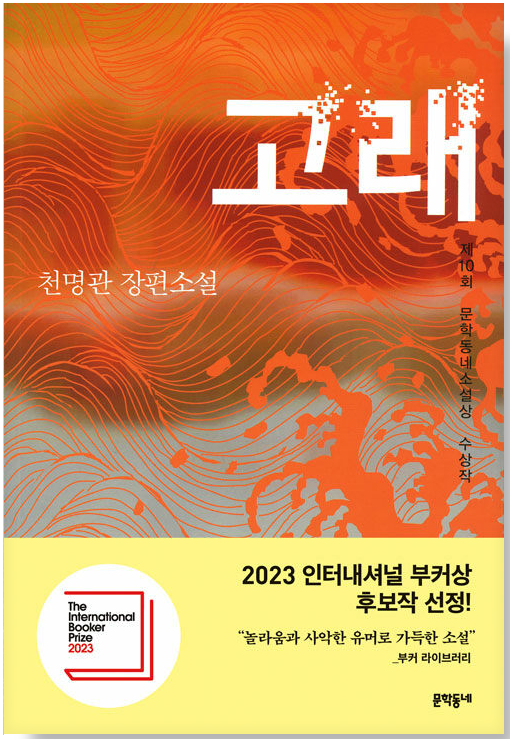 고래
천명관 장편소설
제10회 문학동네소설상 수상작
2023 인터내셔널 부커상
후보작 선정!
“놀라움과 사악한 유머로 가득한 소설”
_부커 라이브러리
The
International
Booker
Prize
2023
문학동네